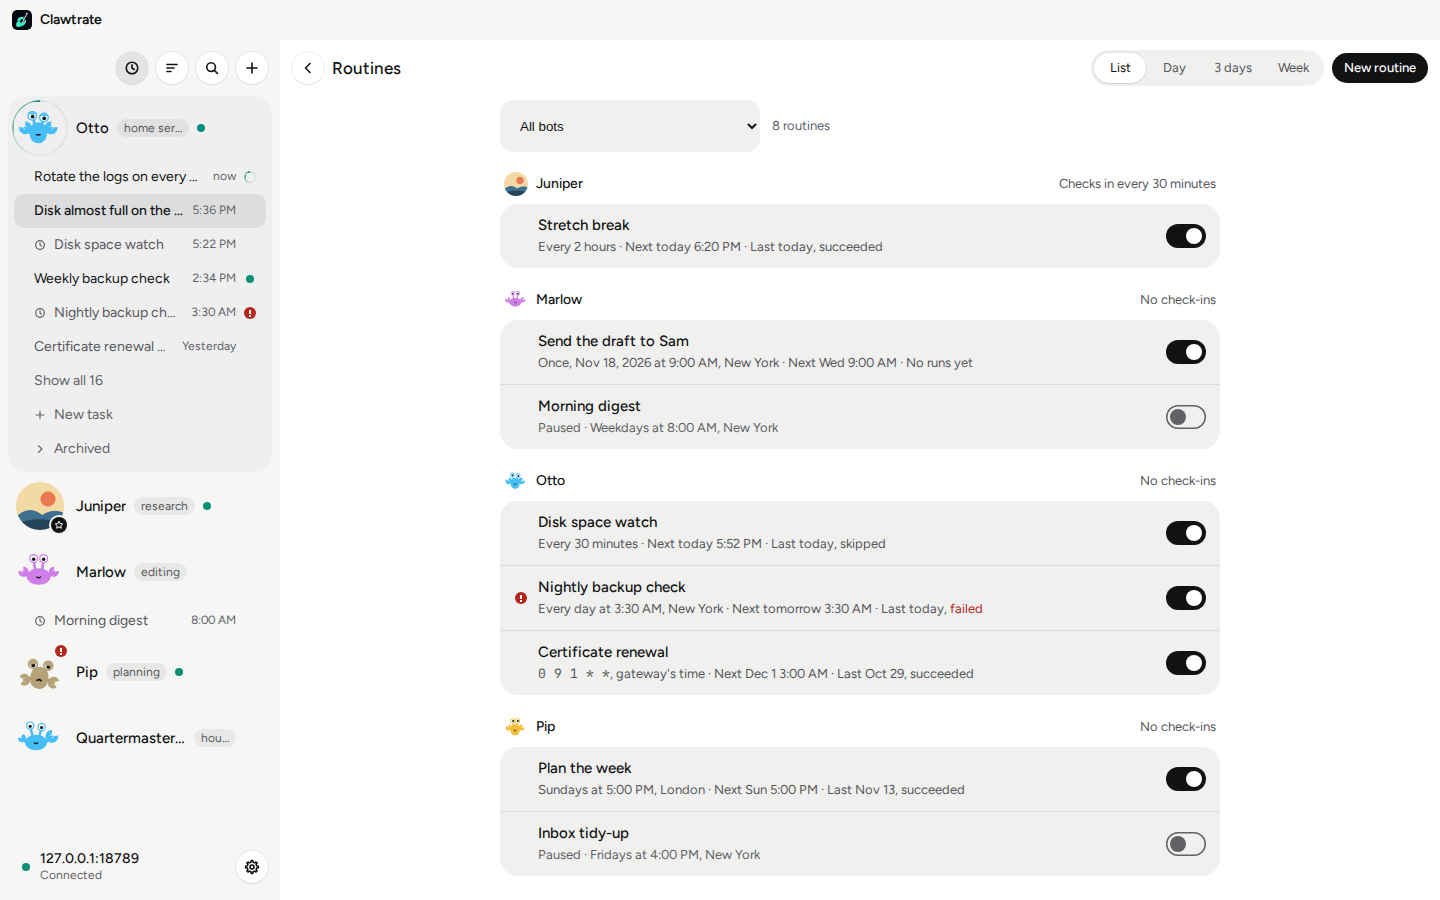 Clawtrate
Routines
List Day 3 days Week
New routine
Otto home ser...
Rotate the logs on every ... now
Disk almost full on the ... 5:36 PM
Disk space watch 5:22 PM
Weekly backup check 2:34 PM
Nightly backup ch... 3:30 AM
Certificate renewal ... Yesterday
Show all 16
New task
Archived
Juniper research
Marlow editing
Morning digest 8:00 AM
Pip planning
Quartermaster... hou...
127.0.0.1:18789
Connected
All bots
8 routines
Juniper
Checks in every 30 minutes
Stretch break
Every 2 hours · Next today 6:20 PM · Last today, succeeded
Marlow
No check-ins
Send the draft to Sam
Once, Nov 18, 2026 at 9:00 AM, New York · Next Wed 9:00 AM · No runs yet
Morning digest
Paused · Weekdays at 8:00 AM, New York
Otto
No check-ins
Disk space watch
Every 30 minutes · Next today 5:52 PM · Last today, skipped
Nightly backup check
Every day at 3:30 AM, New York · Next tomorrow 3:30 AM · Last today, failed
Certificate renewal
0 9 1 * *, gateway's time · Next Dec 1 3:00 AM · Last Oct 29, succeeded
Pip
No check-ins
Plan the week
Sundays at 5:00 PM, London · Next Sun 5:00 PM · Last Nov 13, succeeded
Inbox tidy-up
Paused · Fridays at 4:00 PM, New York